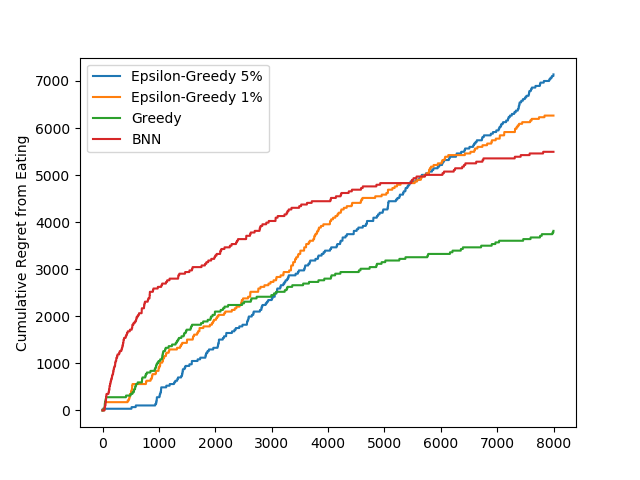 Epsilon-Greedy 5%
Epsilon-Greedy 1%
Greedy
BNN
Cumulative Regret from Eating
7000
6000
5000
4000
3000
2000
1000
0
0 1000 2000 3000 4000 5000 6000 7000 8000